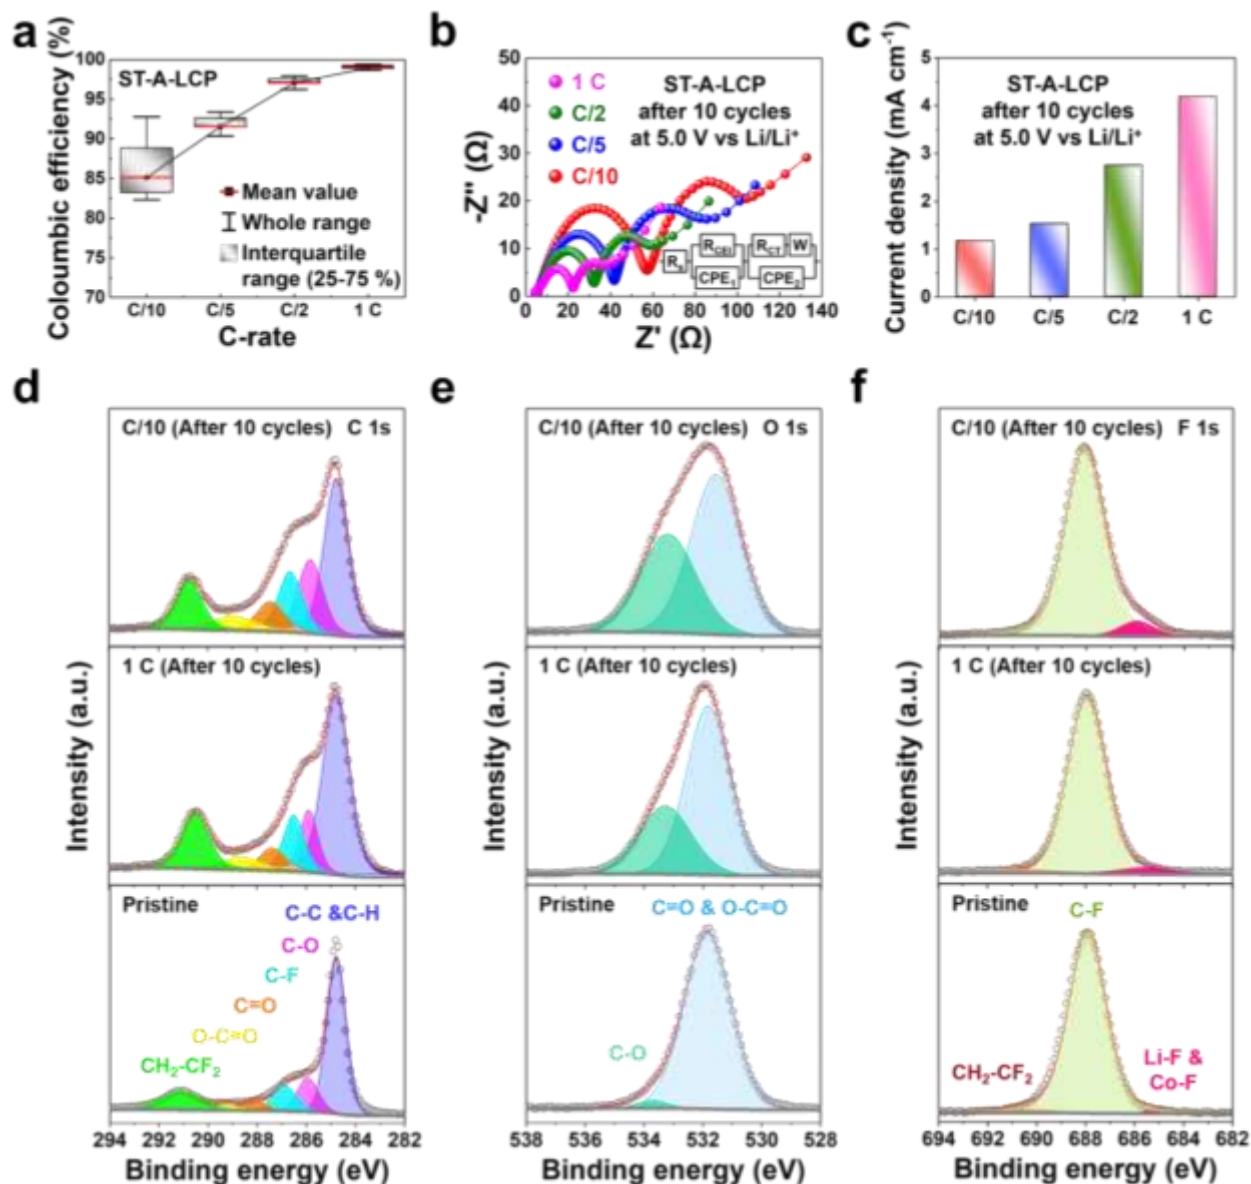 a
Coloumbic efficiency (%)
100
95
90
85
80
75
70
ST-A-LCP
Mean value
Whole range
Interquartile
range (25-75 %)
C/10
C/5
C/2
1 C
C-rate
b
-Z'' (Ω)
50
40
30
20
10
0
1 C
C/2
C/5
C/10
ST-A-LCP
after 10 cycles
at 5.0 V vs Li/Li⁺
R_S
R_CEI
CPE₁
R_CT
W
CPE₂
0 20 40 60 80 100 120 140
Z' (Ω)
c
Current density (mA cm⁻¹)
5
4
3
2
1
0
ST-A-LCP
after 10 cycles
at 5.0 V vs Li/Li⁺
C/10
C/5
C/2
1 C
d
Intensity (a.u.)
C/10 (After 10 cycles) C 1s
1 C (After 10 cycles)
Pristine
C-C &C-H
C-O
C-F
C=O
O-C=O
CH₂-CF₂
294 292 290 288 286 284 282
Binding energy (eV)
e
Intensity (a.u.)
C/10 (After 10 cycles) O 1s
1 C (After 10 cycles)
Pristine
C=O & O-C=O
C-O
538 536 534 532 530 528
Binding energy (eV)
f
Intensity (a.u.)
C/10 (After 10 cycles) F 1s
1 C (After 10 cycles)
Pristine
C-F
CH₂-CF₂
Li-F &
Co-F
694 692 690 688 686 684 682
Binding energy (eV)